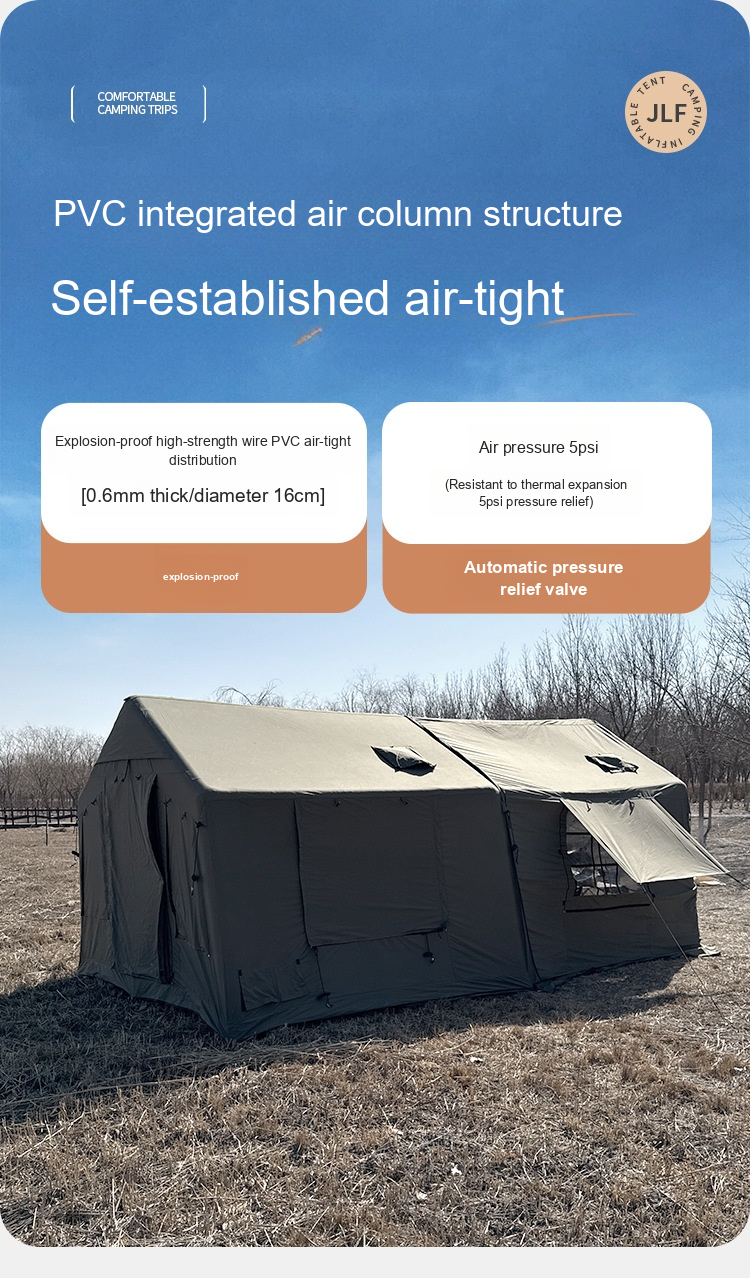 COMFORTABLE
CAMPING TRIPS
TENT CAMPING INFLATABLE
JLF
PVC integrated air column structure
Self-established air-tight
Explosion-proof high-strength wire PVC air-tight
distribution
[0.6mm thick/diameter 16cm]
explosion-proof
Air pressure 5psi
(Resistant to thermal expansion
5psi pressure relief)
Automatic pressure
relief valve